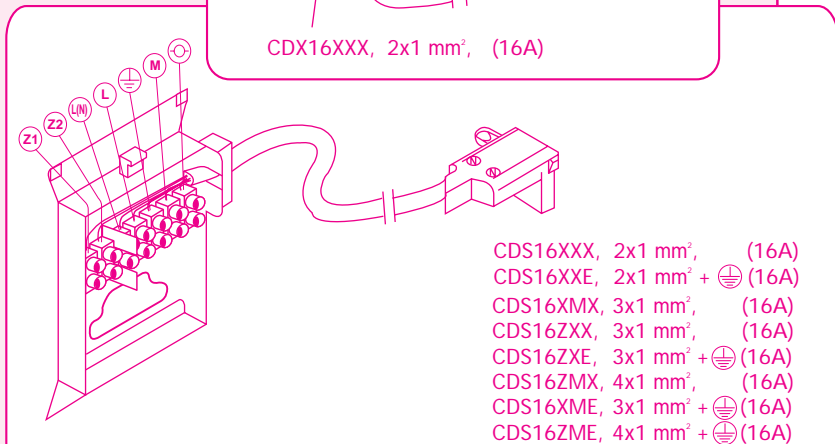 CDX16XXX, 2x1 mm², (16A)
Z1 Z2 L(N) L ⏚ M
CDS16XXX, 2x1 mm², (16A)
CDS16XXE, 2x1 mm² + ⏚ (16A)
CDS16XMX, 3x1 mm², (16A)
CDS16ZXX, 3x1 mm², (16A)
CDS16ZXE, 3x1 mm² + ⏚ (16A)
CDS16ZMX, 4x1 mm², (16A)
CDS16XME, 3x1 mm² + ⏚ (16A)
CDS16ZME, 4x1 mm² + ⏚ (16A)